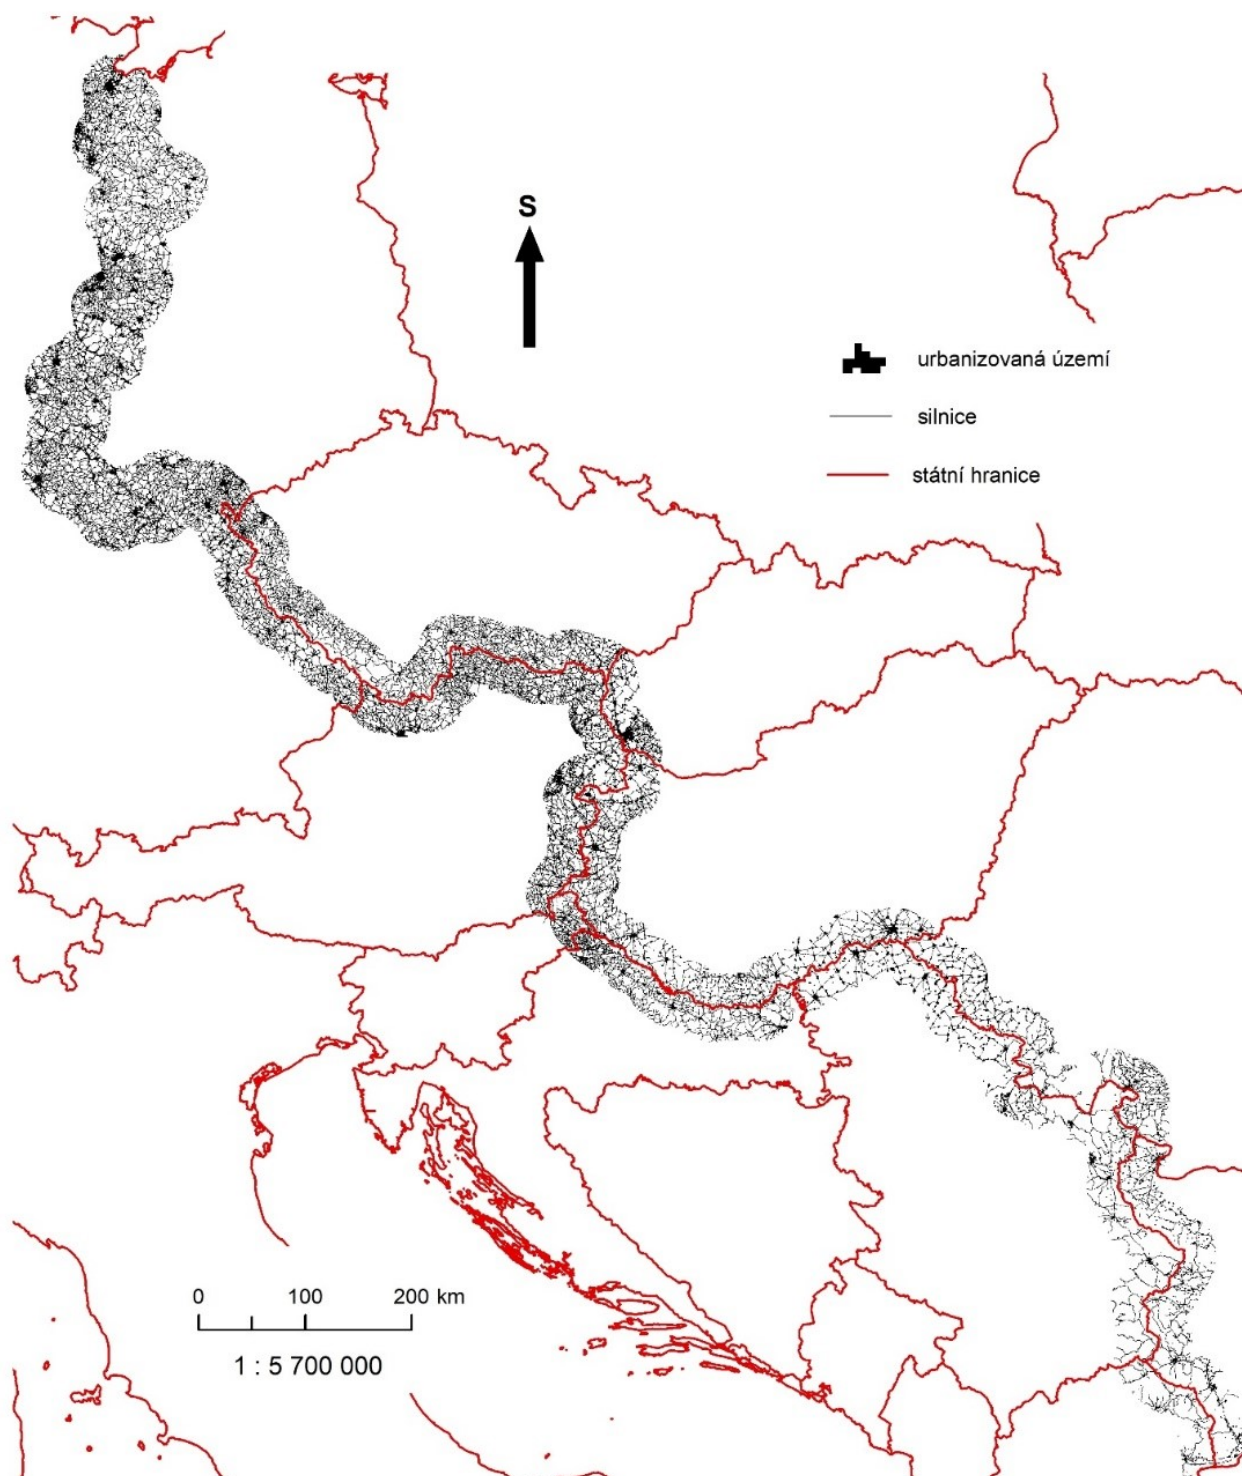 S
urbanizovaná území
silnice
státní hranice
0 100 200 km
1 : 5 700 000